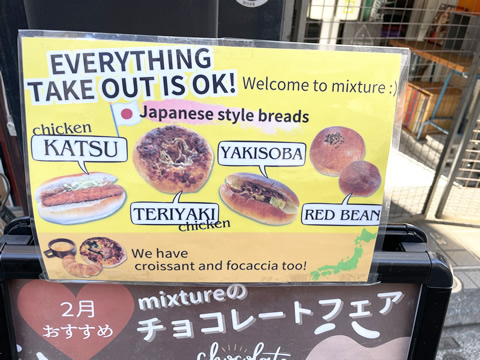 EVERYTHING
TAKE OUT IS OK! Welcome to mixture :)
Japanese style breads
chicken
KATSU
YAKISOBA
TERIYAKI
chicken
RED BEAN
We have
croissant and focaccia too!
2月
おすすめ
mixtureの
チョコレートフェア
chocolate